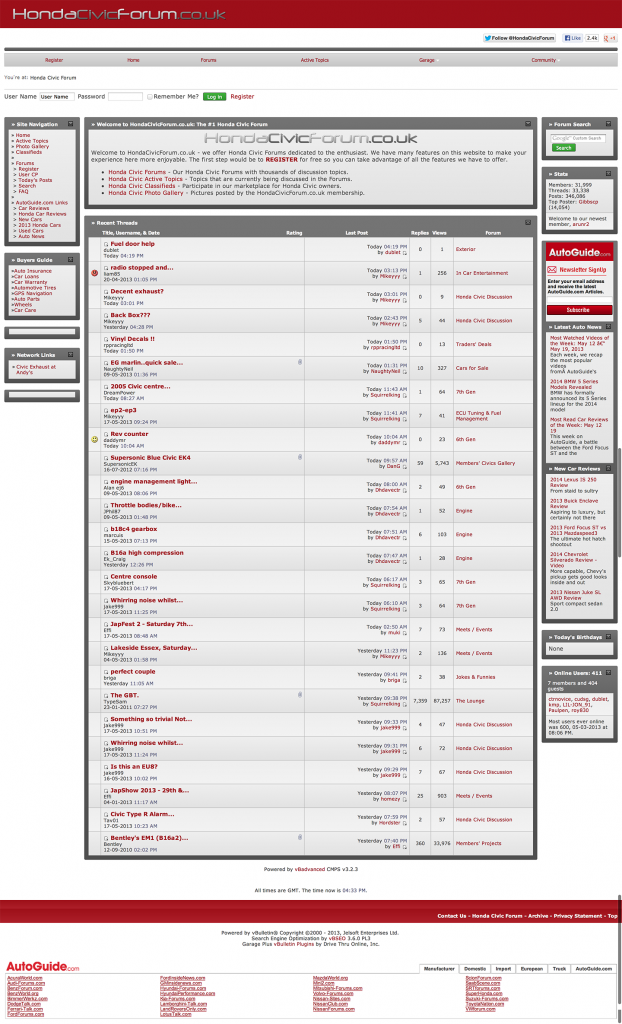 HONDACIVICFORUM.CO.UK
Follow @HondaCivicForum Like 2.4k +1
Register Home Forums Active Topics Garage Community
You're at: Honda Civic Forum
User Name User Name Password Remember Me? Log in Register
» Site Navigation
» Home
» Active Topics
» Photo Gallery
» Classifieds
»
» Forums
> Register
> User CP
> Today's Posts
> Search
> FAQ
»
» AutoGuide.com Links
> Car Reviews
> Honda Car Reviews
> New Cars
> 2013 Honda Cars
> Used Cars
> Auto News
» Buyers Guide
»Auto Insurance
»Car Loans
»Car Warranty
»Automotive Tires
»GPS Navigation
»Auto Parts
»Wheels
»Car Care
» Network Links
» Civic Exhaust at
Andy's
» Welcome to HondaCivicForum.co.uk: The #1 Honda Civic Forum
HONDACIVICFORUM.CO.UK
Welcome to HondaCivicForum.co.uk - we offer Honda Civic Forums dedicated to the enthusiast. We have many features on this website to make your
experience here more enjoyable. The first step would be to REGISTER for free so you can take advantage of all the features we have to offer.
• Honda Civic Forums - Our Honda Civic Forums with thousands of discussion topics.
• Honda Civic Active Topics - Topics that are currently being discussed in the Forums.
• Honda Civic Classifieds - Participate in our marketplace for Honda Civic owners.
• Honda Civic Photo Gallery - Pictures posted by the HondaCivicForum.co.uk membership.
» Recent Threads
Title, Username, & Date Rating Last Post Replies Views Forum
Fuel door help
dublet
Today 04:19 PM
Today 04:19 PM
by dublet
0 1 Exterior
radio stopped and...
liam85
20-04-2013 01:05 PM
Today 03:13 PM
by Mikeyyy
1 256 In Car Entertainment
Decent exhaust?
Mikeyyy
Today 03:01 PM
Today 03:01 PM
by Mikeyyy
0 9 Honda Civic Discussion
Back Box???
Mikeyyy
Yesterday 04:28 PM
Today 02:43 PM
by Mikeyyy
5 44 Honda Civic Discussion
Vinyl Decals !!
rppracingltd
Today 01:50 PM
Today 01:50 PM
by rppracingltd
0 13 Traders' Deals
EG marlin..quick sale...
NaughtyNeil
09-05-2013 01:36 PM
Today 01:31 PM
by NaughtyNeil
10 327 Cars for Sale
2005 Civic centre...
DreamPower
Today 08:27 AM
Today 11:43 AM
by Squirrelking
1 64 7th Gen
ep2-ep3
Mikeyyy
17-05-2013 09:24 PM
Today 11:41 AM
by Squirrelking
7 41 ECU Tuning & Fuel
Management
Rev counter
daddymr
Today 10:04 AM
Today 10:04 AM
by daddymr
0 23 6th Gen
Supersonic Blue Civic EK4
SupersonicEK
16-07-2012 07:16 PM
Today 09:57 AM
by DanG
59 5,743 Members' Civics Gallery
engine management light...
Alan ej6
09-05-2013 08:06 PM
Today 08:00 AM
by Dhdavectr
2 49 6th Gen
Throttle bodies/bike...
JPhil87
09-05-2013 01:48 PM
Today 07:54 AM
by Dhdavectr
1 52 Engine
b18c4 gearbox
marcuis
15-05-2013 07:13 PM
Today 07:51 AM
by Dhdavectr
6 103 Engine
B16a high compression
Ek_Craig
Yesterday 12:28 PM
Today 07:47 AM
by Dhdavectr
1 28 Engine
Centre console
Skybluebert
17-05-2013 04:17 PM
Today 06:17 AM
by Squirrelking
3 65 7th Gen
Whirring noise whilst...
Jake999
17-05-2013 11:25 PM
Today 06:10 AM
by Squirrelking
3 64 7th Gen
JapFest 2 - Saturday 7th...
Effi
17-05-2013 08:48 AM
Today 02:50 AM
by muki
7 73 Meets / Events
Lakeside Essex, Saturday...
Mikeyyy
04-05-2013 01:58 PM
Yesterday 11:23 PM
by Mikeyyy
2 136 Meets / Events
perfect couple
briga
Yesterday 11:05 AM
Yesterday 09:41 PM
by briga
2 38 Jokes & Funnies
The GBT.
TypeSam
23-01-2011 07:27 PM
Yesterday 09:38 PM
by Squirrelking
7,359 87,257 The Lounge
Something so trivial Not...
Jake999
17-05-2013 10:51 PM
Yesterday 09:33 PM
by Jake999
4 47 Honda Civic Discussion
Whirring noise whilst...
Jake999
17-05-2013 11:24 PM
Yesterday 09:31 PM
by Jake999
6 72 Honda Civic Discussion
Is this an EU8?
Jake999
16-05-2013 10:02 PM
Yesterday 09:29 PM
by Jake999
7 67 Honda Civic Discussion
JapShow 2013 - 29th &...
Effi
04-01-2013 11:17 AM
Yesterday 08:07 PM
by homezy
25 903 Meets / Events
Civic Type R Alarm...
Tav01
17-05-2013 10:23 AM
Yesterday 07:59 PM
by Hordster
2 57 Honda Civic Discussion
Bentley's EM1 (B16a2)...
Bentley
12-09-2010 02:02 PM
Yesterday 07:40 PM
by Effi
360 33,976 Members' Projects
» Forum Search
Google Custom Search
Search
» Stats
Members: 31,999
Threads: 33,338
Posts: 346,086
Top Poster: Gibbscp
(14,054)
Welcome to our newest
member, arunr2
AutoGuide.com
Newsletter SignUp
Enter your email address
and receive the latest
AutoGuide.com Articles.
Subscribe
» Latest Auto News
Most Watched Videos of
the Week: May 12 â€"
May 19, 2013
Each week, we recap
the most popular
videos
fromÂ AutoGuide's
2014 BMW 5 Series
Models Revealed
BMW has formally
announced its 5 Series
lineup for the 2014
model
Most Read Car Reviews
of the Week: May 12
19
This week on
AutoGuide, a battle
between the Ford Focus
ST and the
» New Car Reviews
2014 Lexus IS 250
Review
From staid to sultry
2013 Buick Enclave
Review
Aspiring to luxury, but
certainly not there
2013 Ford Focus ST vs
2013 Mazdaspeed3
The ultimate hot hatch
shootout
2014 Chevrolet
Silverado Review -
Video
More capable, Chevy's
pickup gets good looks
inside and out
2013 Nissan Juke SL
AWD Review
Sport compact sedan
2.0
» Today's Birthdays
None
» Online Users: 411
7 members and 404
guests
ctrnovice, cudsg, dublet,
kmp, LIL-JON_91,
Paulpen, roy830
Most users ever online
was 600, 05-03-2013 at
08:06 PM.
Powered by vBadvanced CMPS v3.2.3
All times are GMT. The time now is 04:33 PM.
Contact Us - Honda Civic Forum - Archive - Privacy Statement - Top
Powered by vBulletin® Copyright ©2000 - 2013, Jelsoft Enterprises Ltd.
Search Engine Optimization by vBSEO 3.6.0 PL3
Garage Plus vBulletin Plugins by Drive Thru Online, Inc.
AutoGuide.com
Manufacturer Domestic Import European Truck AutoGuide.com
AcuraWorld.com FordInsideNews.com MazdaWorld.org ScionForum.com
Audi-Forums.com GMInsidenews.com Mini2.com SaabScene.com
BenzForum.com Hyundai-Forums.com Mitsubishi-Forums.com SRTforums.com
BenzWorld.org HyundaiPerformance.com Volvo-Forums.com SuperHonda.com
BimmerWerkz.com Kia-Forums.com Nissan-Sites.com Suzuki-Forums.com
DodgeTalk.com Lamborghini-Talk.com NissanClub.com ToyotaNation.com
Ferrari-Talk.com LandRoversOnly.com NissanForums.com VWforum.com
FordForums.com LotusTalk.com